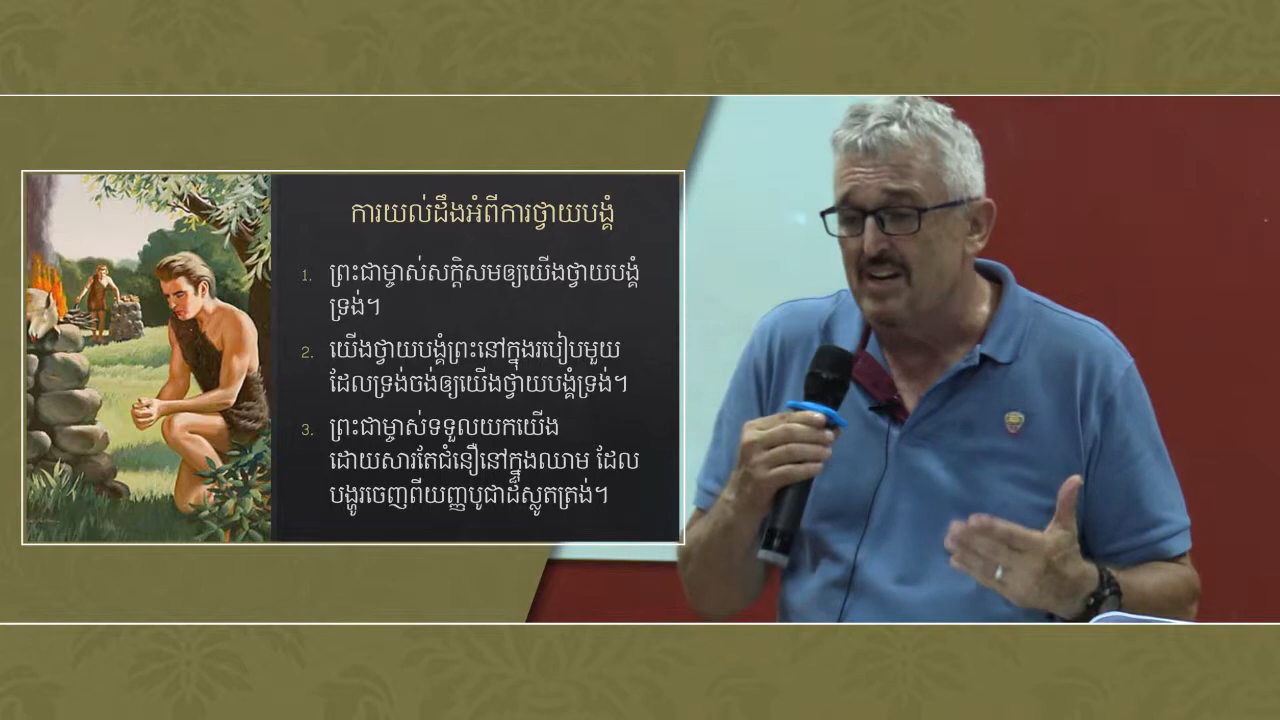 ការយល់ដឹងអំពីការថ្វាយបង្គំ
1. ព្រះជាម្ចាស់សក្ដិសមឲ្យយើងថ្វាយបង្គំ
ទ្រង់។
2. យើងថ្វាយបង្គំព្រះនៅក្នុងរបៀបមួយ
ដែលទ្រង់ចង់ឲ្យយើងថ្វាយបង្គំទ្រង់។
3. ព្រះជាម្ចាស់ទទួលយកយើង
ដោយសារតែជំនឿនៅក្នុងឈាម ដែល
បង្ហូរចេញពីយញ្ញបូជាដ៏ស្លូតត្រង់។